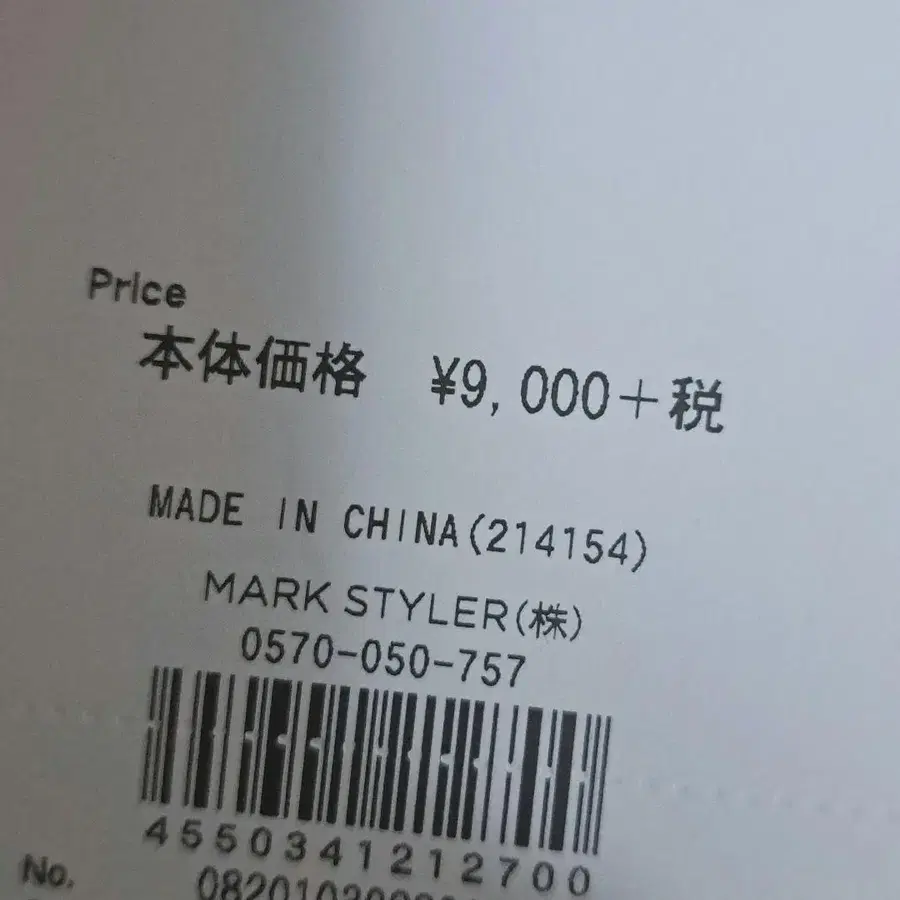 Price
本体価格 ¥9,000+税
MADE IN CHINA(214154)
MARK STYLER(株)
0570-050-757
4550341212700
No.